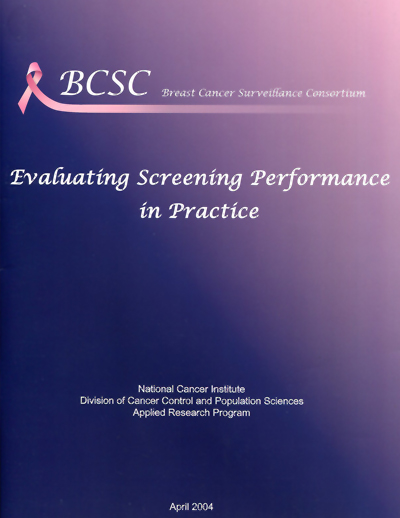 BCSC Breast Cancer Surveillance Consortium
Evaluating Screening Performance
in Practice
National Cancer Institute
Division of Cancer Control and Population Sciences
Applied Research Program
April 2004